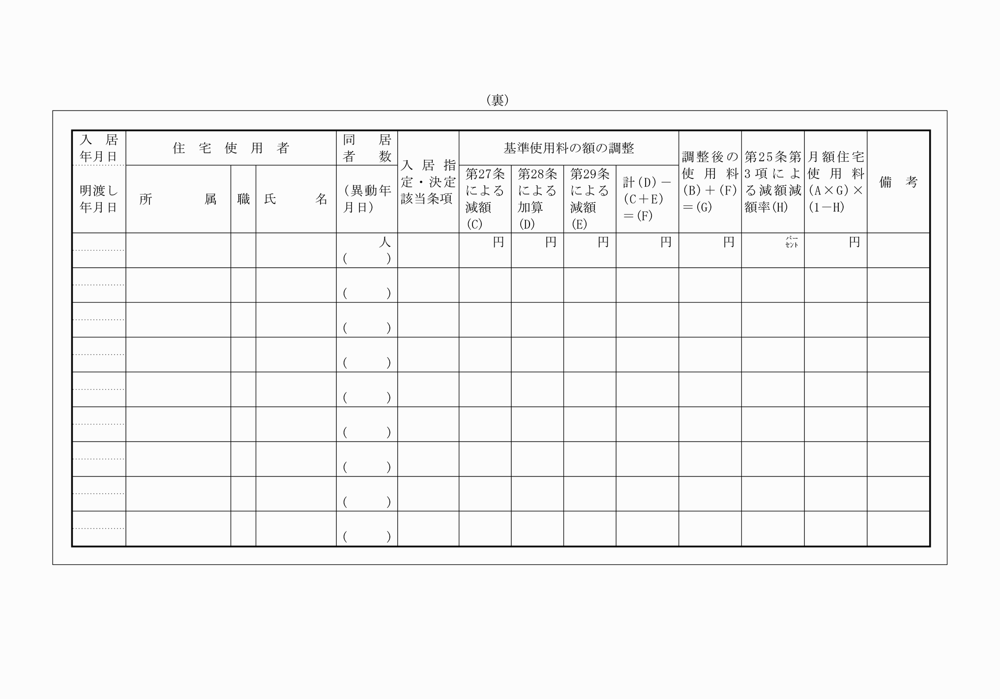 （裏）
入　居
年月日
明渡し
年月日
住　宅　使　用　者
所　　　　属
職
氏　　　名
同　　居
者　　数
（異動年
月日）
入居指
定・決定
該当条項
基準使用料の額の調整
第27条
による
減額
(C)
第28条
による
加算
(D)
第29条
による
減額
(E)
計(D)－
(C＋E)
＝(F)
調整後の
使用料
(B)＋(F)
＝(G)
第25条第
3項によ
る減額減
額率(H)
月額住宅
使用料
(A×G)×
(1－H)
備　考
人
円
円
円
円
円
パー
セント
円
(　　　)
(　　　)
(　　　)
(　　　)
(　　　)
(　　　)
(　　　)
(　　　)
(　　　)